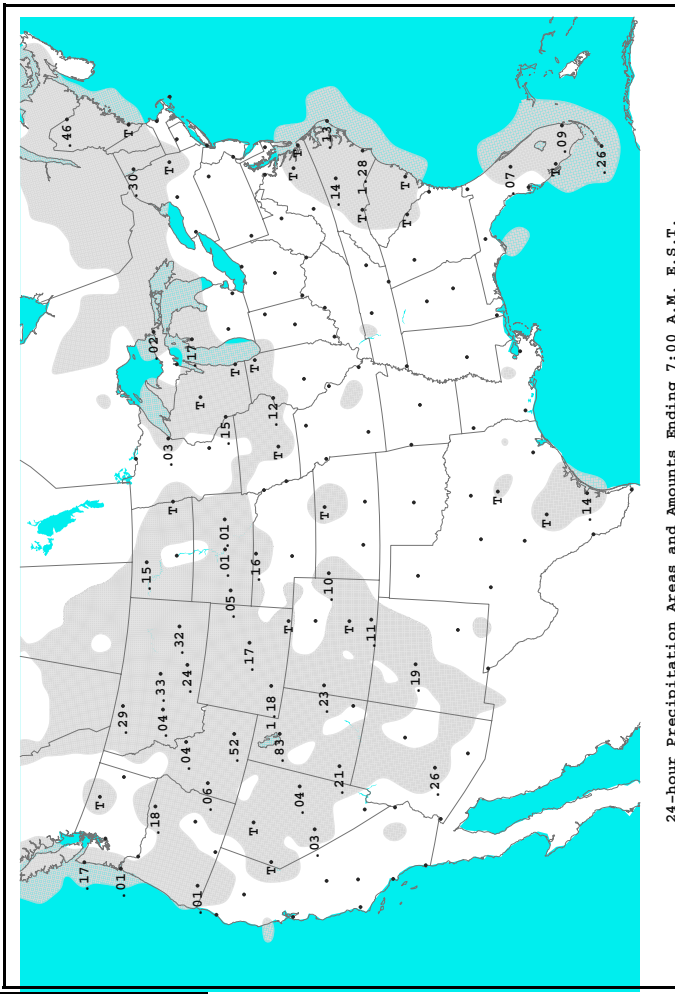 .46
.17
T
.01
.29
T
.30
.15
.02
.18
.33
.04
.03
T
T
.32
.04
.24
.17
.01
T
.06
.01
.01
.15
.05
.52
T
.17
T
T
.16
T
1.18
.12
T
.83
T
T
T
.04
.03
.23
T
.13
.10
.14
.21
T
T
1.28
.11
T
T
.19
.26
T
.07
T
T
.09
.14
.26
24-hour Precipitation Areas and Amounts Ending 7:00 A.M. E.S.T.